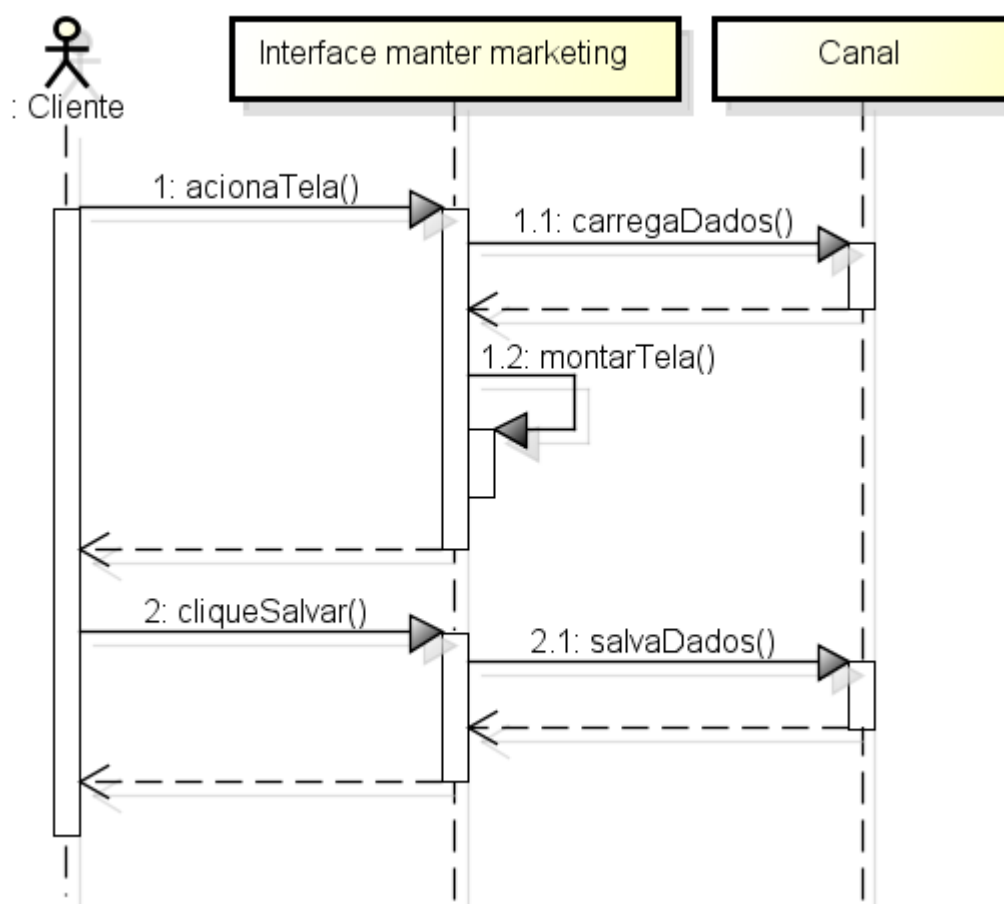 : Cliente
Interface manter marketing
Canal
1: acionaTela()
1.1: carregaDados()
1.2: montarTela()
2: cliqueSalvar()
2.1: salvaDados()